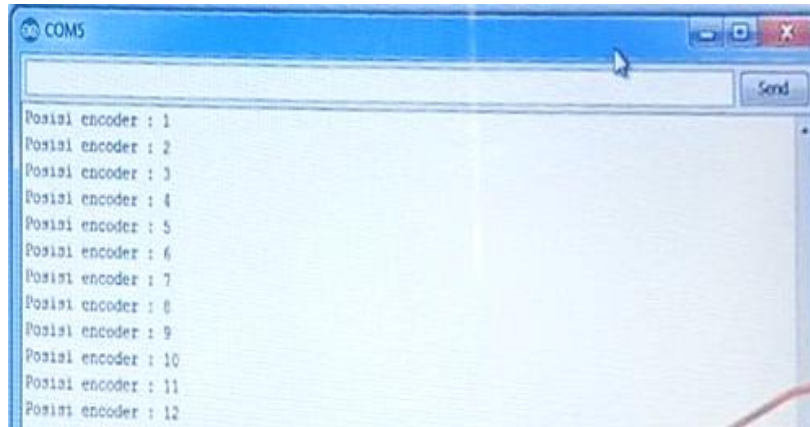 COM5
Send
Posisi encoder : 1
Posisi encoder : 2
Posisi encoder : 3
Posisi encoder : 4
Posisi encoder : 5
Posisi encoder : 6
Posisi encoder : 7
Posisi encoder : 8
Posisi encoder : 9
Posisi encoder : 10
Posisi encoder : 11
Posisi encoder : 12